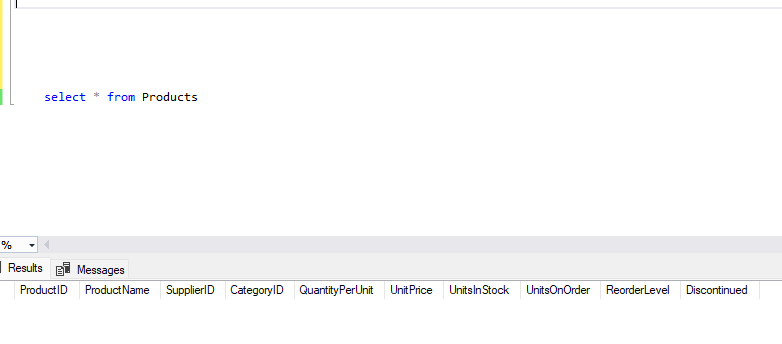 select * from Products
%
Results Messages
ProductID ProductName SupplierID CategoryID QuantityPerUnit UnitPrice UnitsInStock UnitsOnOrder ReorderLevel Discontinued